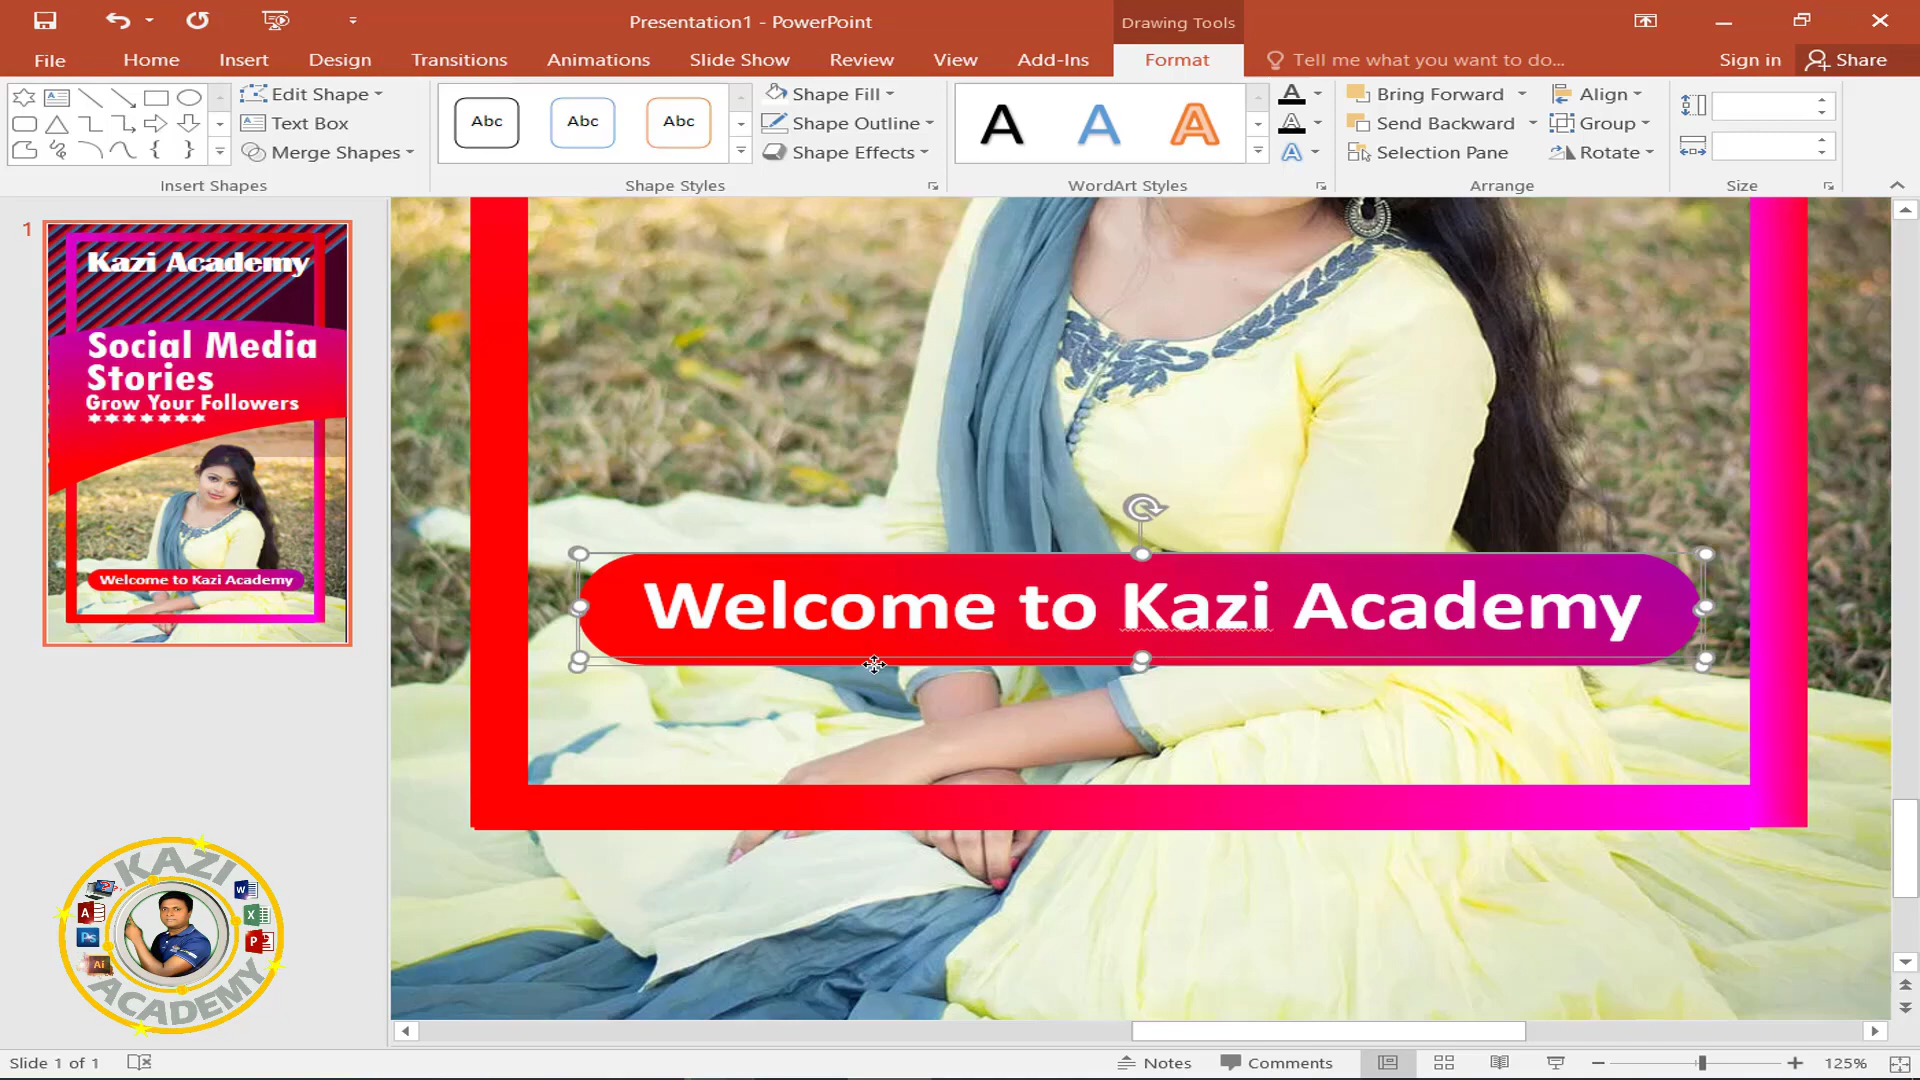 Presentation1 - PowerPoint
Drawing Tools
File
Home
Insert
Design
Transitions
Animations
Slide Show
Review
View
Add-Ins
Format
Tell me what you want to do...
Sign in
Share
Edit Shape
Text Box
Merge Shapes
Insert Shapes
Abc
Abc
Abc
Shape Fill
Shape Outline
Shape Effects
Shape Styles
A
A
A
WordArt Styles
Bring Forward
Send Backward
Selection Pane
Align
Group
Rotate
Arrange
Size
1
Kazi Academy
Social Media
Stories
Grow Your Followers
Welcome to Kazi Academy
Welcome to Kazi Academy
KAZI
ACADEMY
A
W
Ps
X
Ai
P
Slide 1 of 1
Notes
Comments
125%